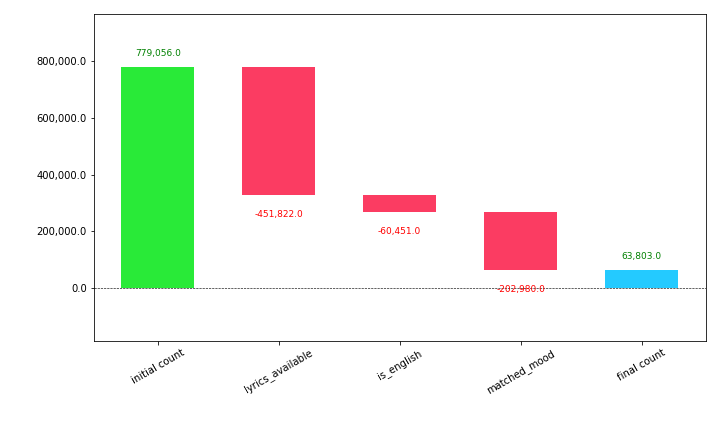 779,056.0
800,000.0
600,000.0
400,000.0
-451,822.0
200,000.0
-60,451.0
63,803.0
0.0
-202,980.0
initial count
lyrics_available
is_english
matched_mood
final count